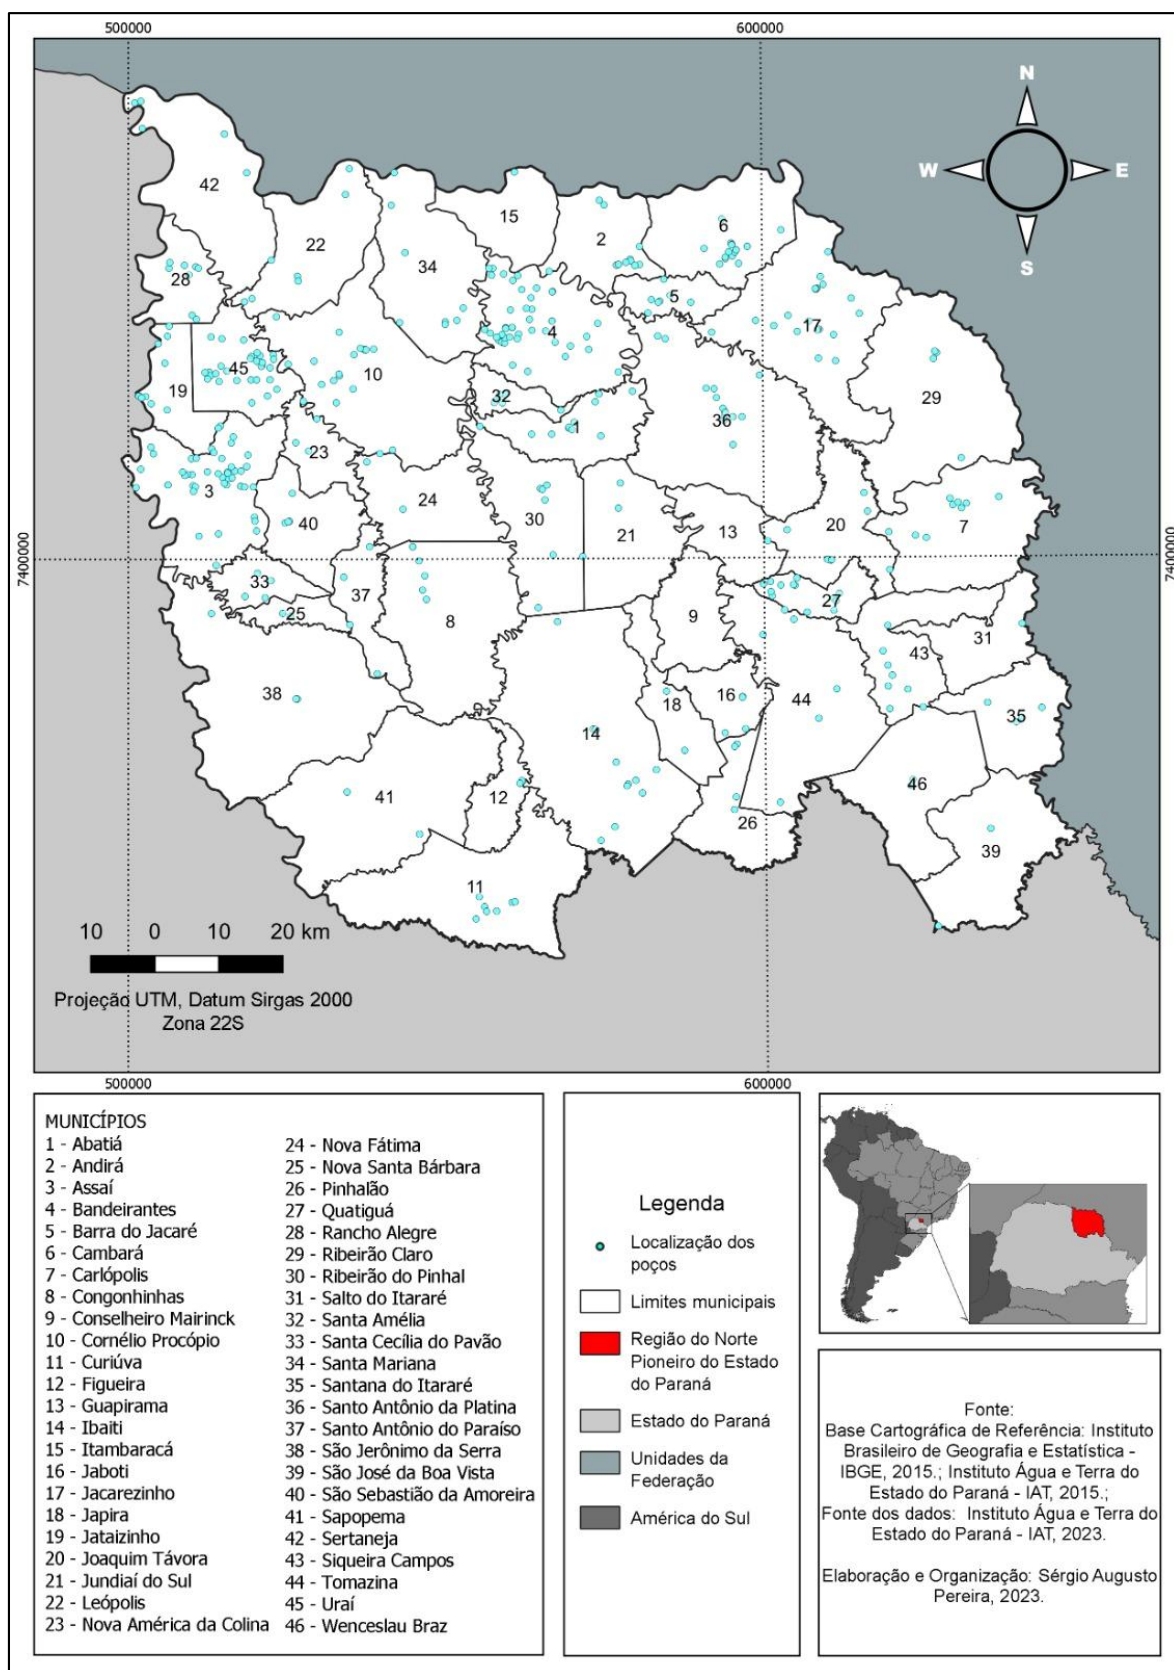 500000
600000
N
W
E
S
42
15
22
2
6
34
28
5
4
17
45
10
19
32
29
1
36
23
3
24
40
30
21
13
20
7
7400000
7400000
33
37
27
25
8
9
31
43
38
16
44
18
35
14
41
12
46
26
39
11
10 0 10 20 km
Projeção UTM, Datum Sirgas 2000
Zona 22S
500000
600000
MUNICÍPIOS
1 - Abatiá
2 - Andirá
3 - Assaí
4 - Bandeirantes
5 - Barra do Jacaré
6 - Cambará
7 - Carlópolis
8 - Congonhinhas
9 - Conselheiro Mairinck
10 - Cornélio Procópio
11 - Curiúva
12 - Figueira
13 - Guapirama
14 - Ibaiti
15 - Itambaracá
16 - Jaboti
17 - Jacarezinho
18 - Japira
19 - Jataizinho
20 - Joaquim Távora
21 - Jundiaí do Sul
22 - Leópolis
23 - Nova América da Colina
24 - Nova Fátima
25 - Nova Santa Bárbara
26 - Pinhalão
27 - Quatiguá
28 - Rancho Alegre
29 - Ribeirão Claro
30 - Ribeirão do Pinhal
31 - Salto do Itararé
32 - Santa Amélia
33 - Santa Cecília do Pavão
34 - Santa Mariana
35 - Santana do Itararé
36 - Santo Antônio da Platina
37 - Santo Antônio do Paraíso
38 - São Jerônimo da Serra
39 - São José da Boa Vista
40 - São Sebastião da Amoreira
41 - Sapopema
42 - Sertaneja
43 - Siqueira Campos
44 - Tomazina
45 - Uraí
46 - Wenceslau Braz
Legenda
Localização dos
poços
Limites municipais
Região do Norte
Pioneiro do Estado
do Paraná
Estado do Paraná
Unidades da
Federação
América do Sul
Fonte:
Base Cartográfica de Referência: Instituto
Brasileiro de Geografia e Estatística -
IBGE, 2015.; Instituto Água e Terra do
Estado do Paraná - IAT, 2015.;
Fonte dos dados: Instituto Água e Terra do
Estado do Paraná - IAT, 2023.
Elaboração e Organização: Sérgio Augusto
Pereira, 2023.